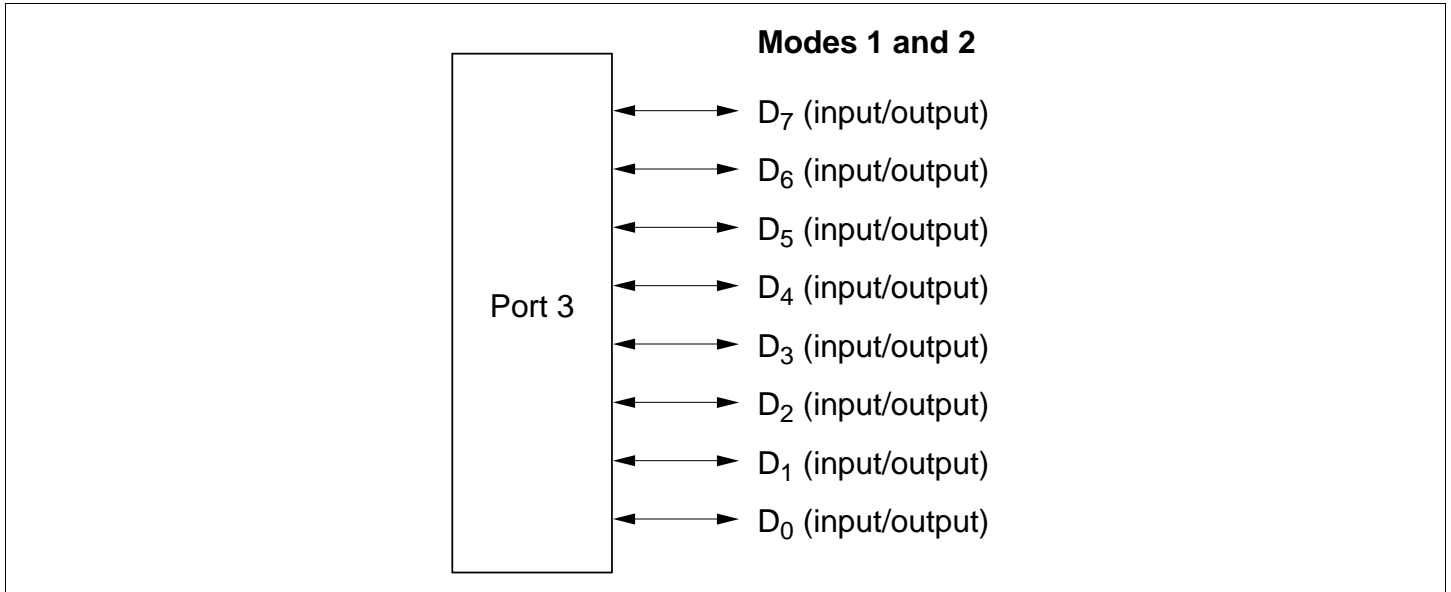 Modes 1 and 2
D₇ (input/output)
D₆ (input/output)
D₅ (input/output)
D₄ (input/output)
Port 3
D₃ (input/output)
D₂ (input/output)
D₁ (input/output)
D₀ (input/output)